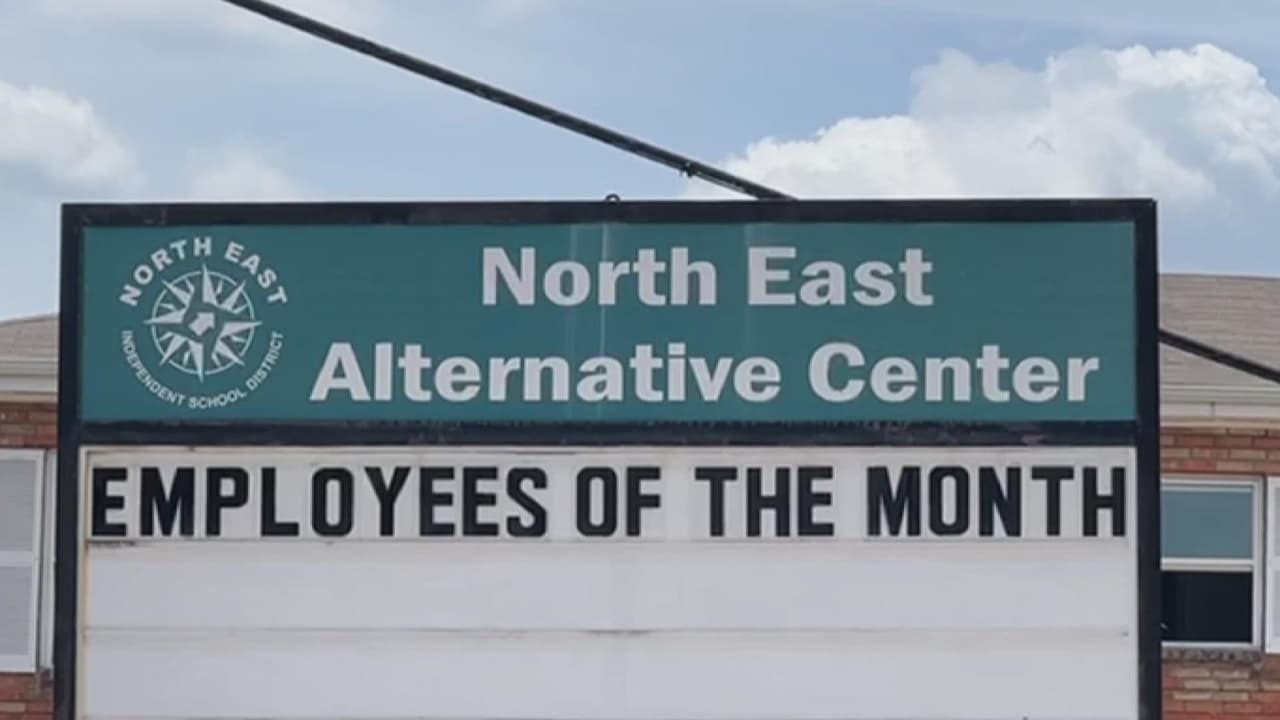 NORTH EAST
INDEPENDENT SCHOOL DISTRICT
North East
Alternative Center
EMPLOYEES OF THE MONTH